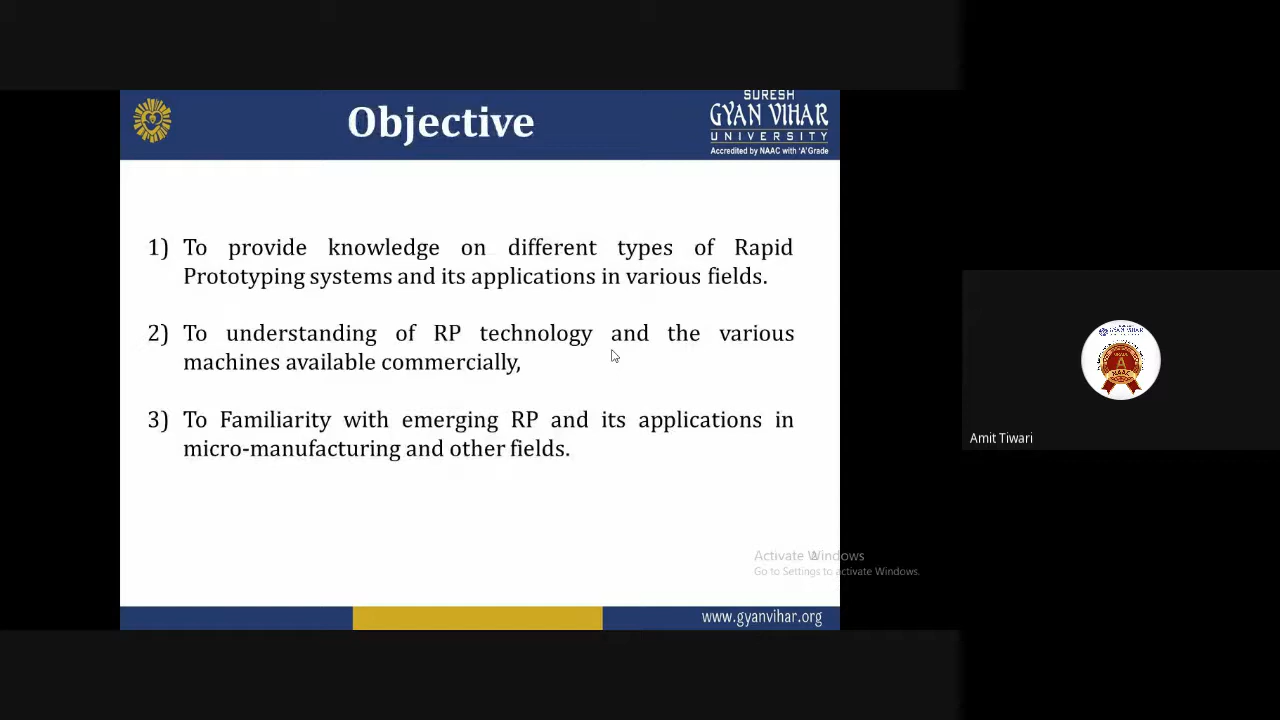 Objective
SURESH
GYAN VIHAR
UNIVERSITY
Accredited by NAAC with 'A' Grade
1) To provide knowledge on different types of Rapid
Prototyping systems and its applications in various fields.
2) To understanding of RP technology and the various
machines available commercially,
3) To Familiarity with emerging RP and its applications in
micro-manufacturing and other fields.
Activate Windows
2
Go to Settings to activate Windows.
www.gyanvihar.org
A
NAAC
Amit Tiwari